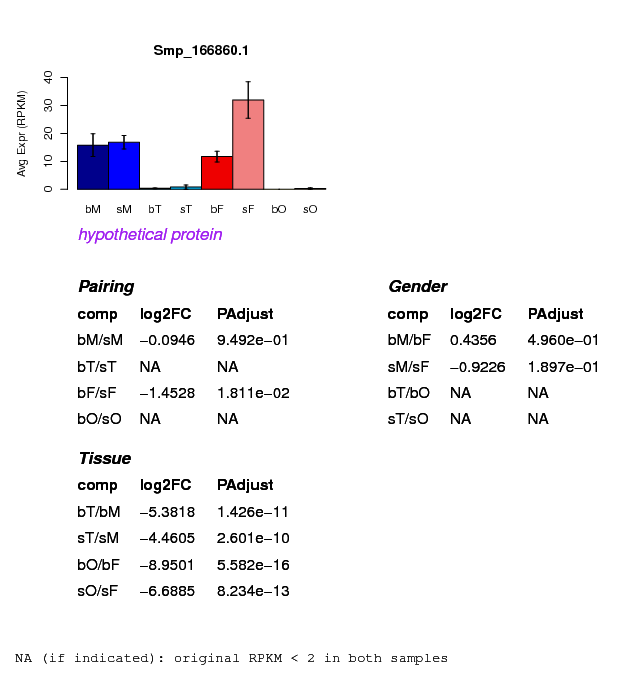 Smp_166860.1
Avg Expr (RPKM)
40
30
20
10
0
bM sM bT sT bF sF bO sO
hypothetical protein
Pairing
comp log2FC PAdjust
bM/sM −0.0946 9.492e−01
bT/sT NA NA
bF/sF −1.4528 1.811e−02
bO/sO NA NA
Gender
comp log2FC PAdjust
bM/bF 0.4356 4.960e−01
sM/sF −0.9226 1.897e−01
bT/bO NA NA
sT/sO NA NA
Tissue
comp log2FC PAdjust
bT/bM −5.3818 1.426e−11
sT/sM −4.4605 2.601e−10
bO/bF −8.9501 5.582e−16
sO/sF −6.6885 8.234e−13
NA (if indicated): original RPKM < 2 in both samples